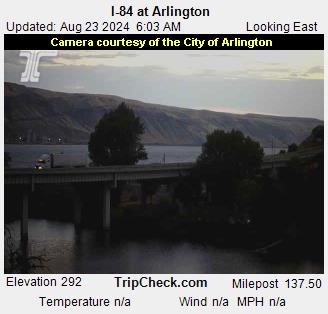 I-84 at Arlington
Updated: Aug 23 2024 6:03 AM Looking East
Camera courtesy of the City of Arlington
Elevation 292 TripCheck.com Milepost 137.50
Temperature n/a Wind n/a MPH n/a